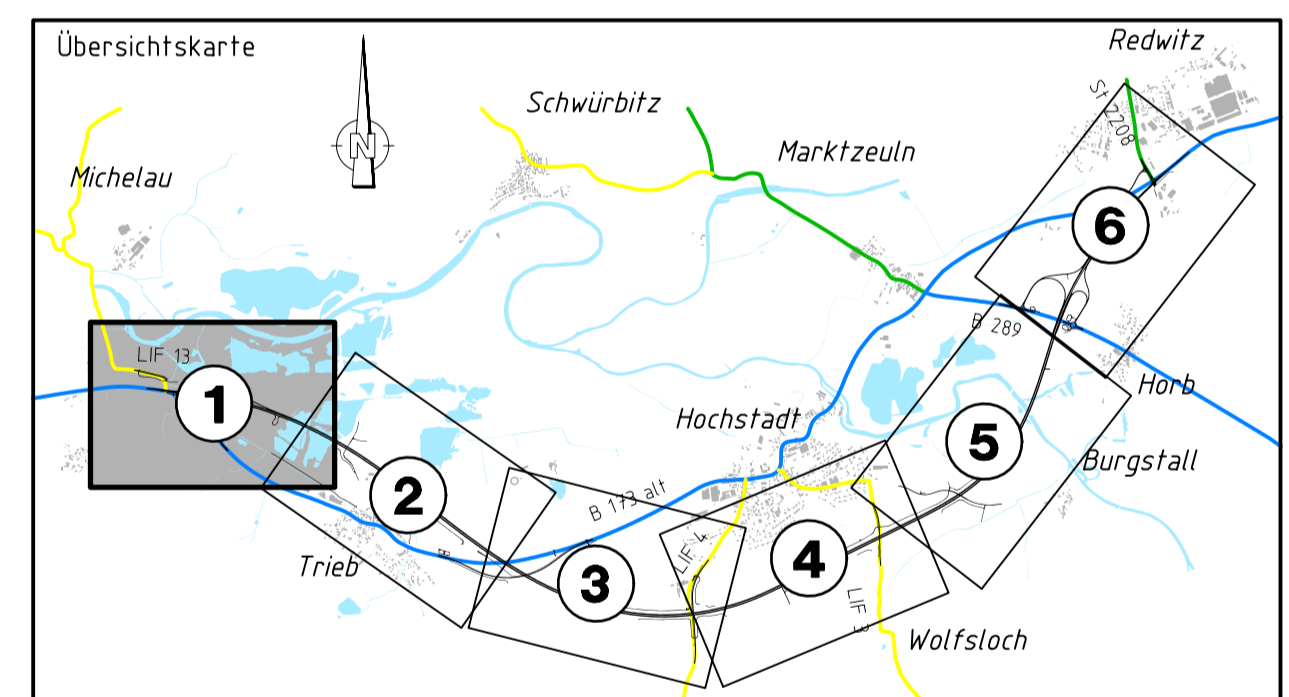 Übersichtskarte
Redwitz
St 2208
Schwürbitz
N
Marktzeuln
Michelau
6
LIF 13
B 289
1
Horb
Hochstadt
5
Burgstall
2
B 173 alt
4
LIF 4
Trieb
3
LIF 3
Wolfsloch